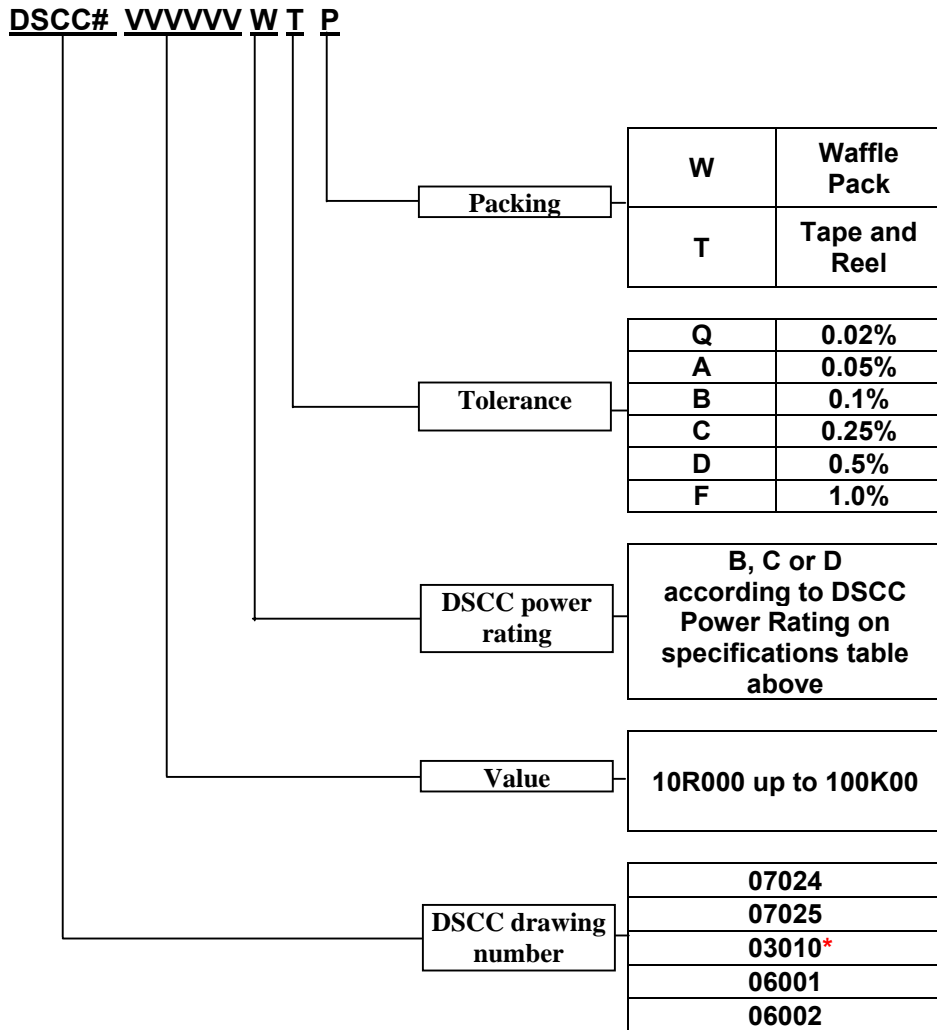 DSCC# VVVVVV W T P
Packing
W
Waffle
Pack
T
Tape and
Reel
Tolerance
Q 0.02%
A 0.05%
B 0.1%
C 0.25%
D 0.5%
F 1.0%
DSCC power
rating
B, C or D
according to DSCC
Power Rating on
specifications table
above
Value
10R000 up to 100K00
DSCC drawing
number
07024
07025
03010*
06001
06002